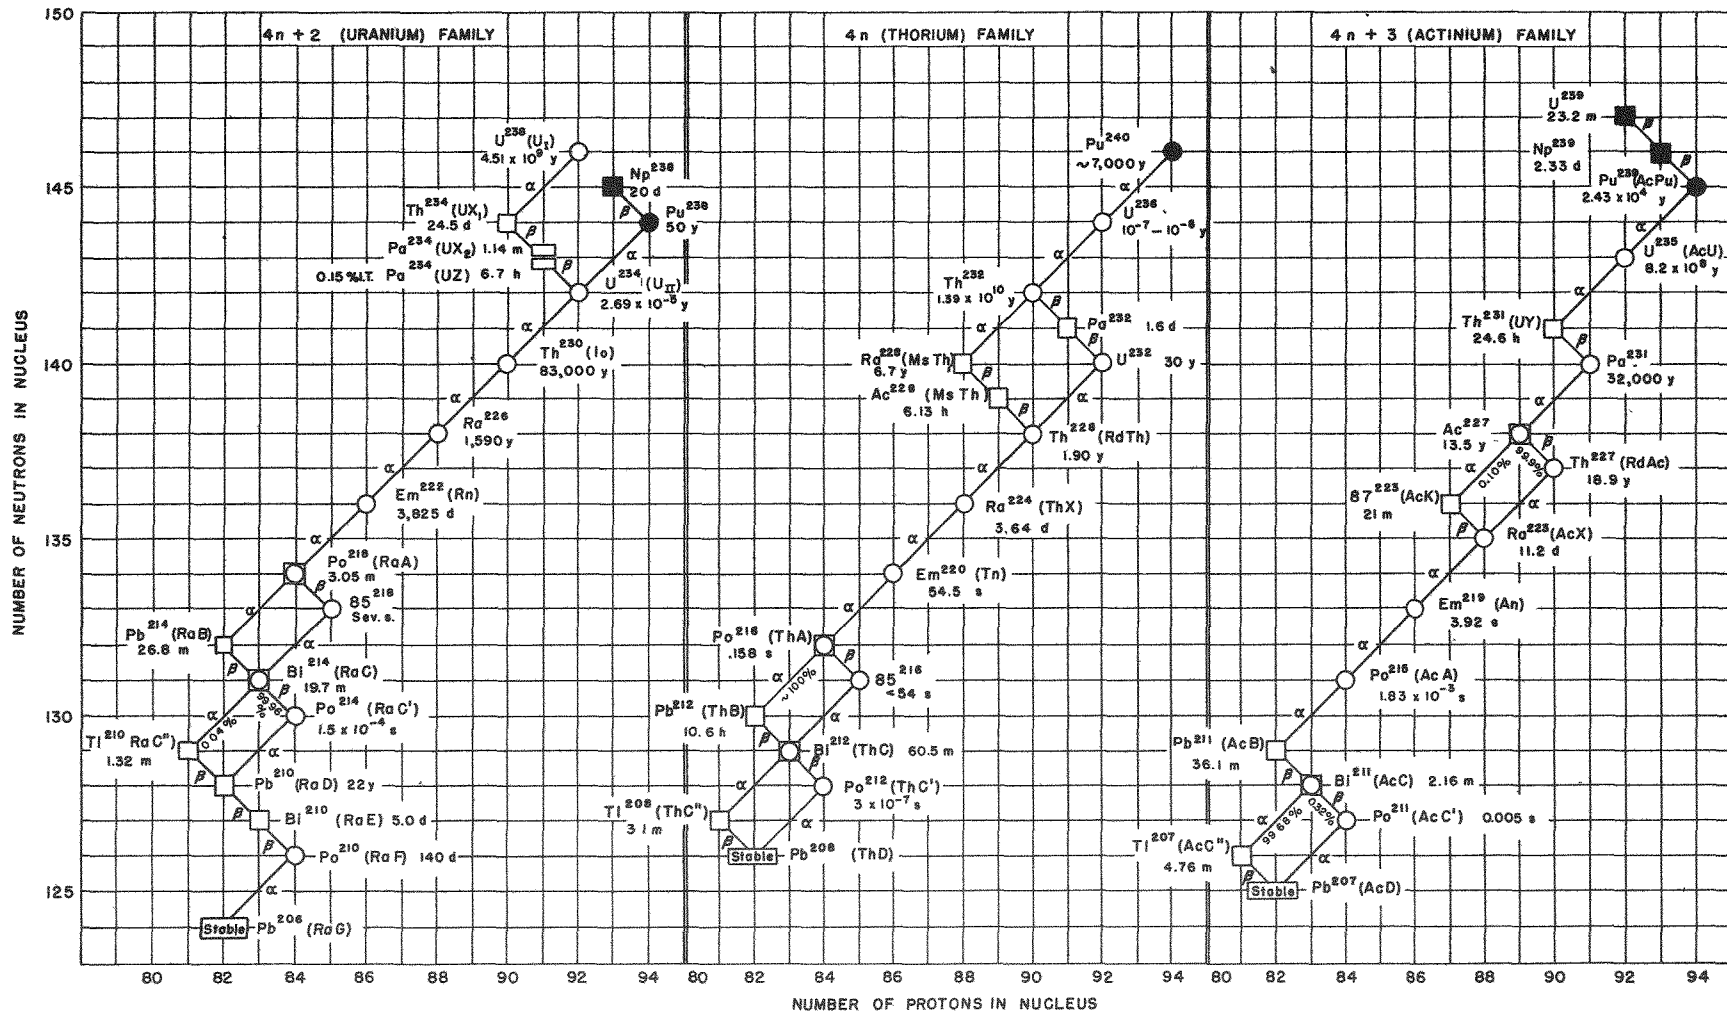 4n + 2 (URANIUM) FAMILY
4n (THORIUM) FAMILY
4n + 3 (ACTINIUM) FAMILY
NUMBER OF NEUTRONS IN NUCLEUS
150
145
140
135
130
125
U²³⁸ (U_I)
4.51 x 10⁹ y
α
Np²³⁸
20 d
β
Pu²³⁸
50 y
α
Th²³⁴ (UX₁)
24.5 d
β
Pa²³⁴ (UX₂) 1.14 m
0.15% I.T. Pa²³⁴ (UZ) 6.7 h
β
U²³⁴ (U_II)
2.69 x 10⁻⁵ y
α
Th²³⁰ (Io)
83,000 y
α
Ra²²⁶
1,590 y
α
Em²²² (Rn)
3,825 d
α
Po²¹⁸ (RaA)
3.05 m
β
85²¹⁸
Sev. s.
α
α
Pb²¹⁴ (RaB)
26.8 m
β
Bi²¹⁴ (RaC)
19.7 m
β
99.96 %
α
0.04 %
Po²¹⁴ (RaC')
1.5 x 10⁻⁴ s
α
Tl²¹⁰ RaC"
1.32 m
β
Pb²¹⁰ (RaD) 22 y
β
Bi²¹⁰ (RaE) 5.0 d
β
Po²¹⁰ (RaF) 140 d
α
Stable Pb²⁰⁶ (RaG)
Pu²⁴⁰
~7,000 y
α
U²³⁶
10⁻⁷ – 10⁻⁸ y
Th²³²
1.39 x 10¹⁰ y
β
Pa²³² 1.6 d
β
U²³² 30 y
α
α
Ra²²⁸ (Ms Th)
6.7 y
β
Ac²²⁸ (Ms Th)
6.13 h
β
Th²²⁸ (RdTh)
1.90 y
α
Ra²²⁴ (ThX)
3.64 d
α
Em²²⁰ (Tn)
54.5 s
α
Po²¹⁶ (ThA)
.158 s
β
α
~100%
85²¹⁶
<54 s
α
Pb²¹² (ThB)
10.6 h
β
Bi²¹² (ThC) 60.5 m
β
α
Po²¹² (ThC')
3 x 10⁻⁷ s
α
Tl²⁰⁸ (ThC")
3.1 m
β
Stable Pb²⁰⁸ (ThD)
U²³⁹
23.2 m
β
Np²³⁹
2.33 d
β
Pu²³⁹ (AcPu)
2.43 x 10⁴ y
α
U²³⁵ (AcU)
8.2 x 10⁸ y
α
Th²³¹ (UY)
24.6 h
β
Pa²³¹
32,000 y
α
Ac²²⁷
13.5 y
β
99.9%
α
0.10%
Th²²⁷ (RdAc)
18.9 y
α
87²²³ (AcK)
21 m
β
Ra²²³ (AcX)
11.2 d
α
Em²¹⁹ (An)
3.92 s
α
Po²¹⁵ (AcA)
1.83 x 10⁻³ s
α
Pb²¹¹ (AcB)
36.1 m
β
Bi²¹¹ (AcC) 2.16 m
β
0.32%
α
99.68%
Po²¹¹ (AcC') 0.005 s
α
Tl²⁰⁷ (AcC")
4.76 m
β
Stable Pb²⁰⁷ (AcD)
80 82 84 86 88 90 92 94 80 82 84 86 88 90 92 94 80 82 84 86 88 90 92 94
NUMBER OF PROTONS IN NUCLEUS